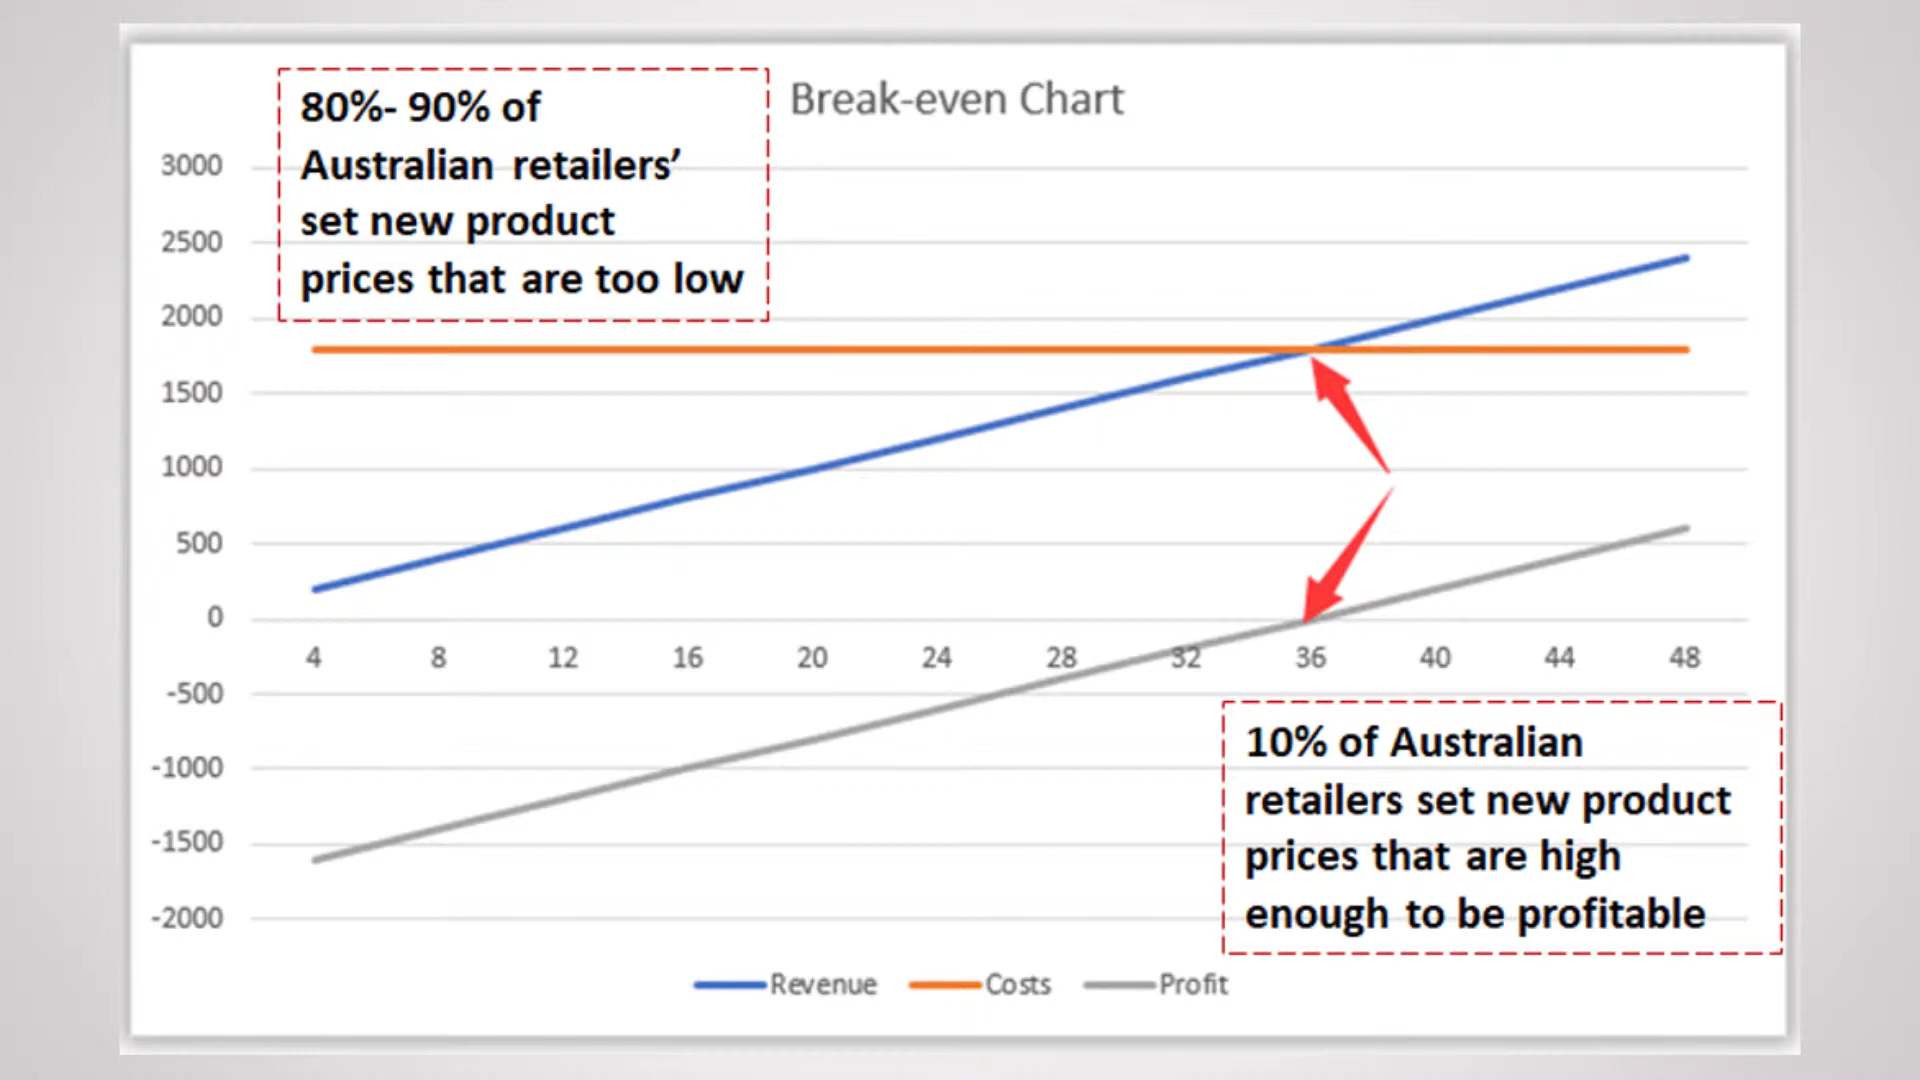 80%- 90% of
Australian retailers’
set new product
prices that are too low
Break-even Chart
3000
2500
2000
1500
1000
500
0
4 8 12 16 20 24 28 32 36 40 44 48
-500
-1000
-1500
-2000
10% of Australian
retailers set new product
prices that are high
enough to be profitable
Revenue Costs Profit